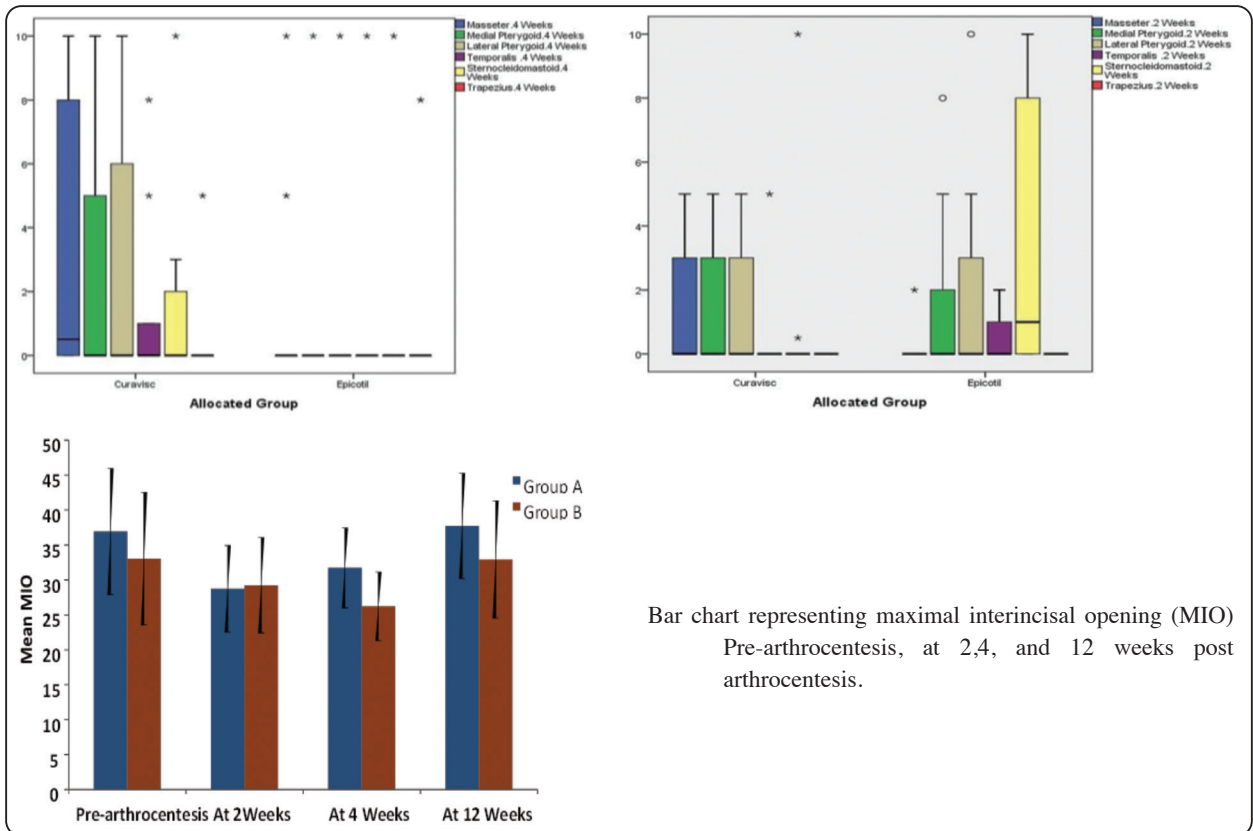 Masseter.4 Weeks
Medial Pterygoid.4 Weeks
Lateral Pterygoid.4 Weeks
Temporalis .4 Weeks
Sternocleidomastoid.4
Weeks
Trapezius.4 Weeks
10
8
6
4
2
0
Curavisc
Epicotil
Allocated Group
Masseter.2 Weeks
Medial Pterygoid.2 Weeks
Lateral Pterygoid.2 Weeks
Temporalis .2 Weeks
Sternocleidomastoid.2
Weeks
Trapezius.2 Weeks
10
8
6
4
2
0
Curavisc
Epicotil
Allocated Group
Mean MIO
50
45
40
35
30
25
20
15
10
5
0
Group A
Group B
Pre-arthrocentesis
At 2Weeks
At 4 Weeks
At 12 Weeks
Bar chart representing maximal interincisal opening (MIO)
Pre-arthrocentesis, at 2,4, and 12 weeks post
arthrocentesis.